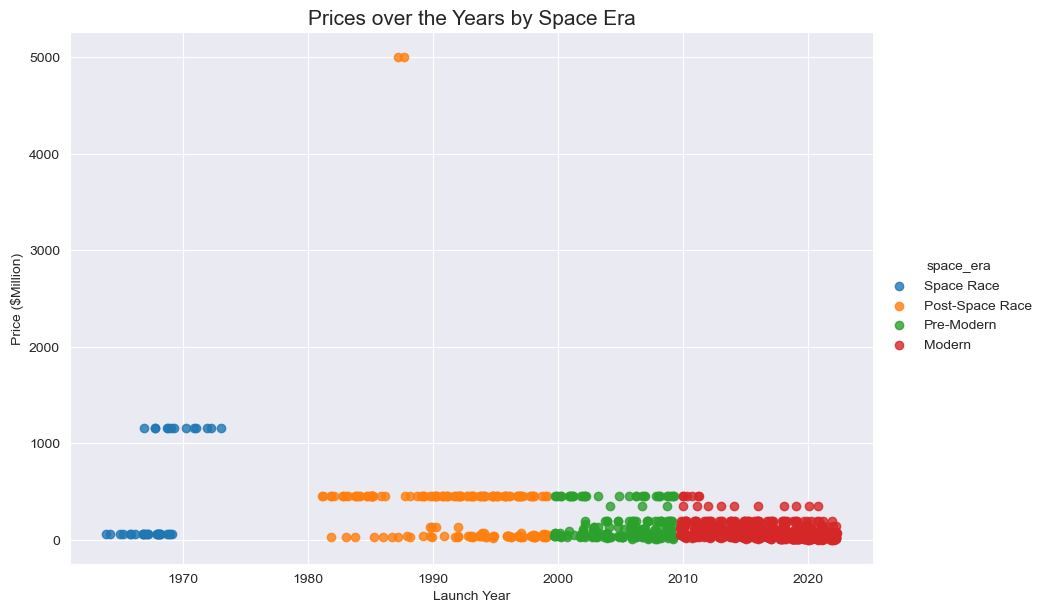 Prices over the Years by Space Era
5000
4000
3000
2000
1000
0
Price ($Million)
1970
1980
1990
2000
2010
2020
Launch Year
space_era
Space Race
Post-Space Race
Pre-Modern
Modern